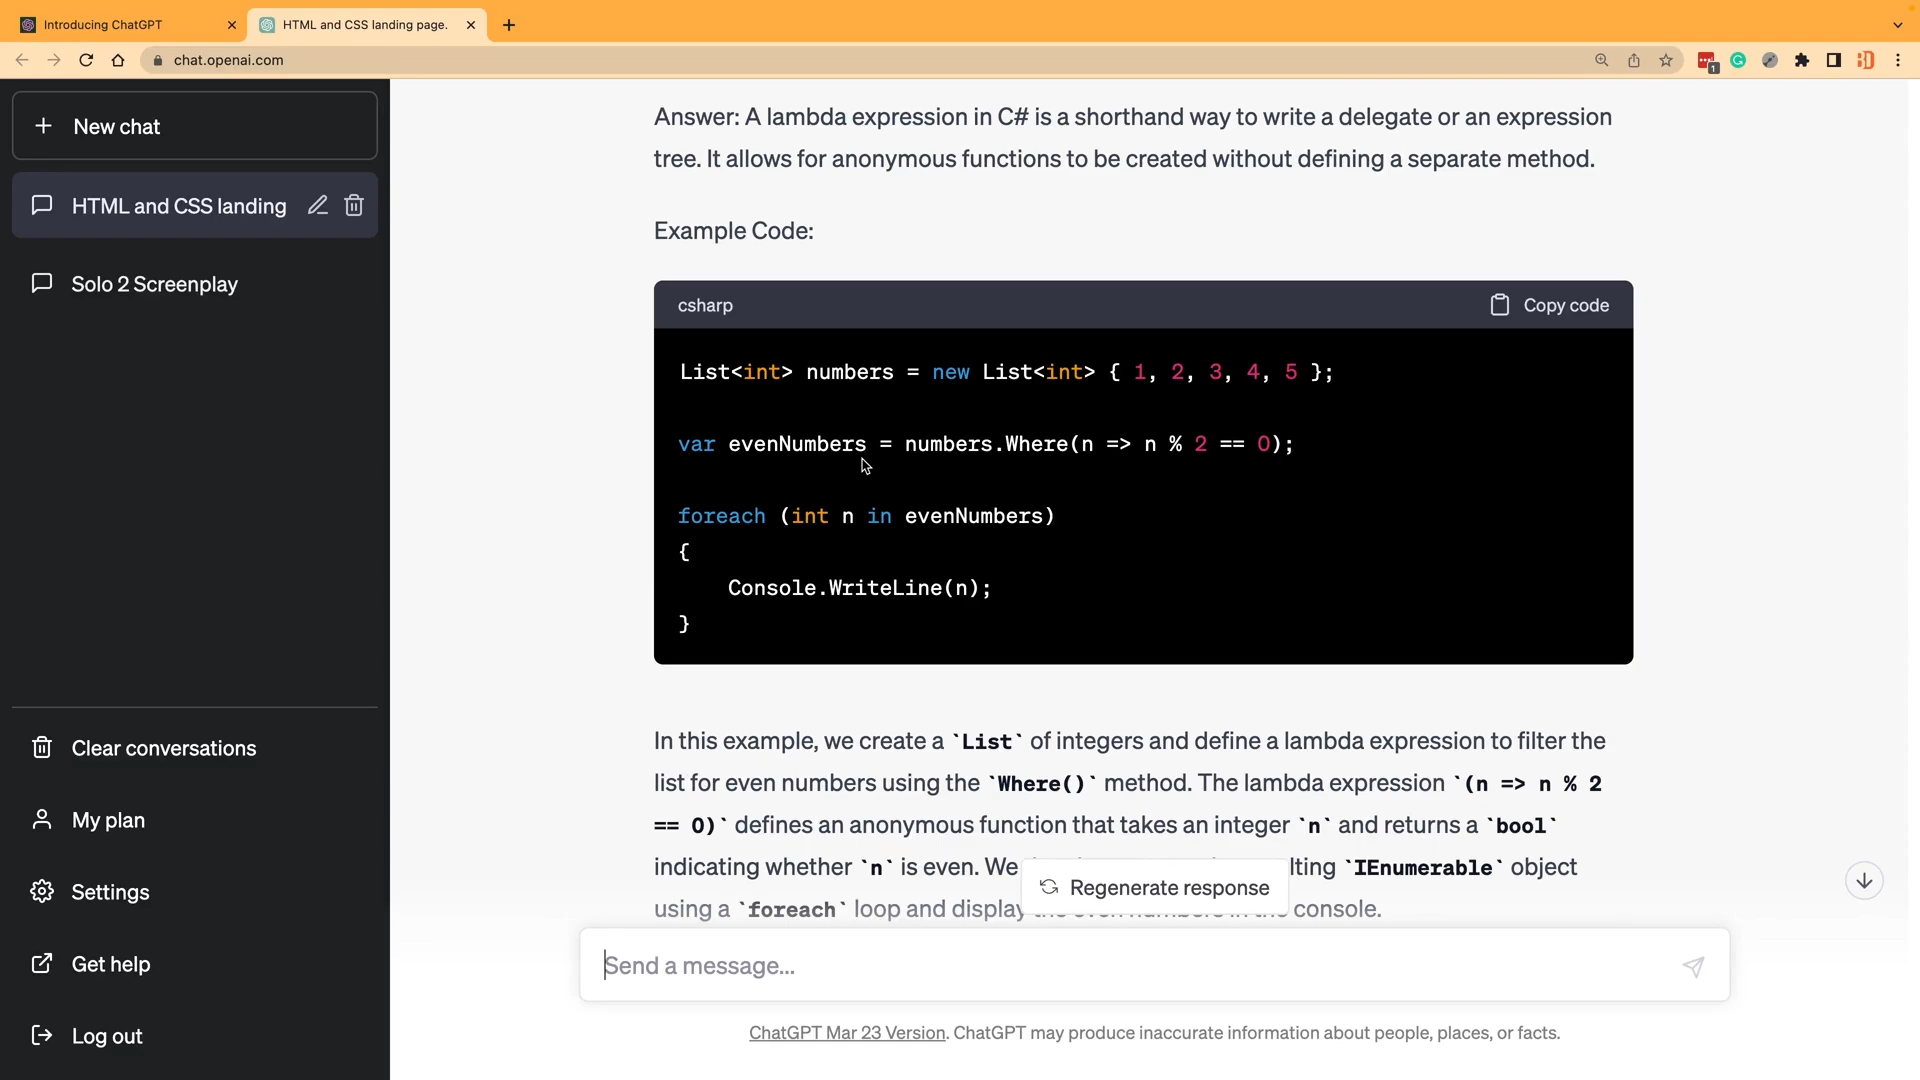 Introducing ChatGPT
HTML and CSS landing page.
chat.openai.com
1
New chat
HTML and CSS landing
Solo 2 Screenplay
Clear conversations
My plan
Settings
Get help
Log out
Answer: A lambda expression in C# is a shorthand way to write a delegate or an expression
tree. It allows for anonymous functions to be created without defining a separate method.
Example Code:
csharp
Copy code
List<int> numbers = new List<int> { 1, 2, 3, 4, 5 };
var evenNumbers = numbers.Where(n => n % 2 == 0);
foreach (int n in evenNumbers)
{
    Console.WriteLine(n);
}
In this example, we create a `List` of integers and define a lambda expression to filter the
list for even numbers using the `Where()` method. The lambda expression `(n => n % 2
== 0)` defines an anonymous function that takes an integer `n` and returns a `bool`
indicating whether `n` is even. We lting `IEnumerable` object
Regenerate response
using a `foreach` loop and display the even numbers in the console.
Send a message...
ChatGPT Mar 23 Version. ChatGPT may produce inaccurate information about people, places, or facts.